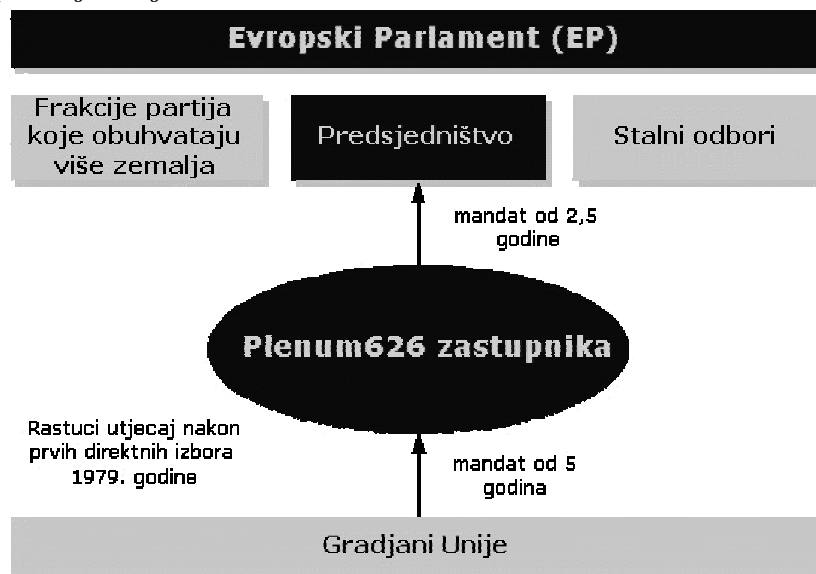 Evropski Parlament (EP)
Frakcije partija
koje obuhvataju
više zemalja
Predsjedništvo
Stalni odbori
mandat od 2,5
godine
Plenum626 zastupnika
Rastuci utjecaj nakon
prvih direktnih izbora
1979. godine
mandat od 5
godina
Gradjani Unije